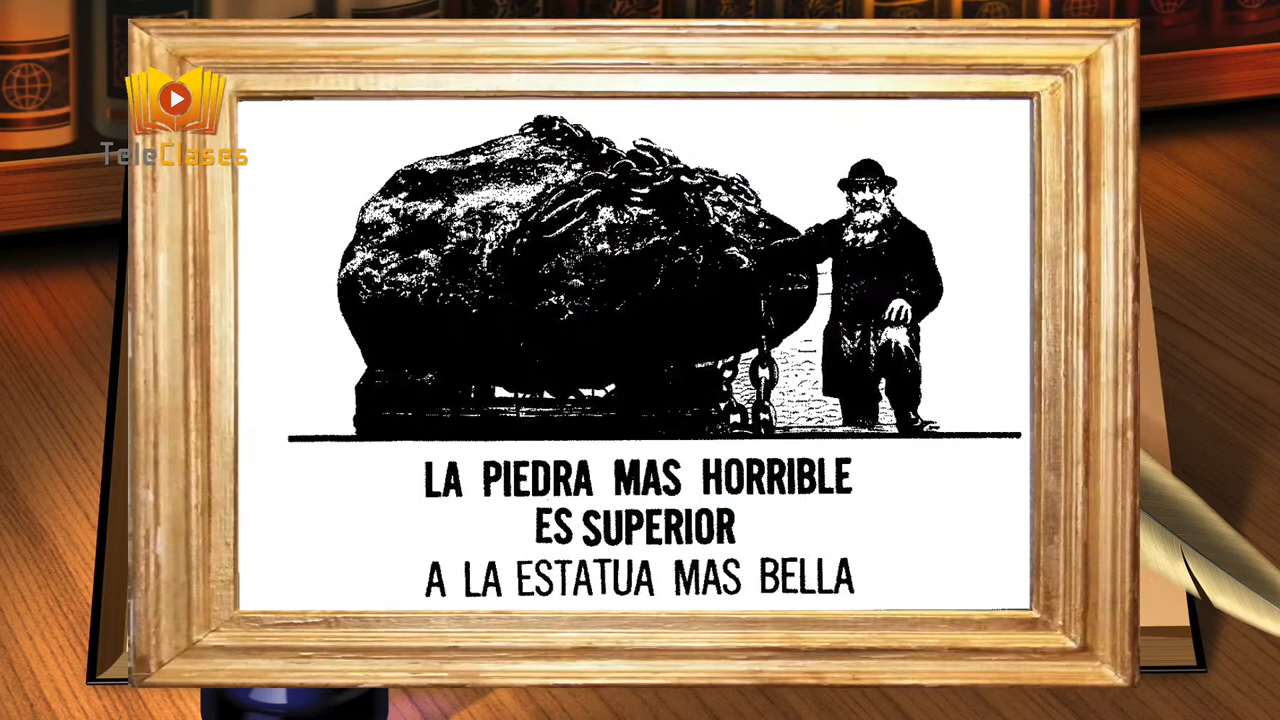 TeleClases
LA PIEDRA MAS HORRIBLE
ES SUPERIOR
A LA ESTATUA MAS BELLA